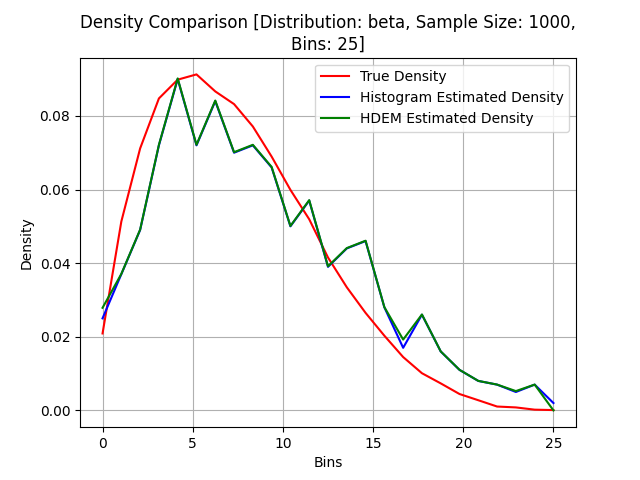 Density Comparison [Distribution: beta, Sample Size: 1000,
Bins: 25]
True Density
Histogram Estimated Density
HDEM Estimated Density
Density
0.08
0.06
0.04
0.02
0.00
0 5 10 15 20 25
Bins